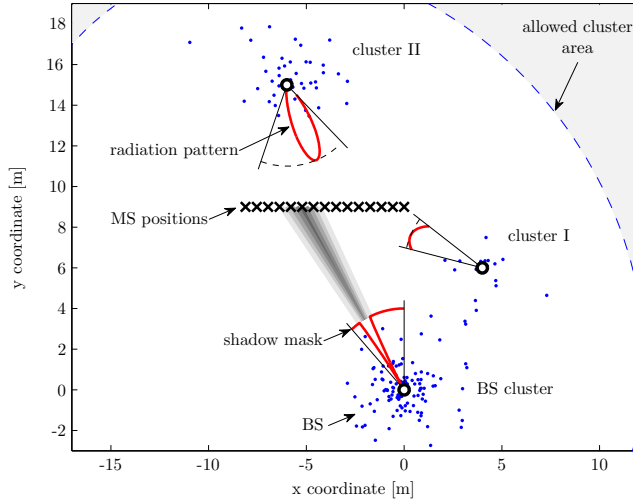 allowed cluster
area
cluster II
radiation pattern
MS positions
cluster I
shadow mask
BS cluster
BS
18
16
14
12
10
8
6
4
2
0
-2
-15
-10
-5
0
5
10
x coordinate [m]
y coordinate [m]